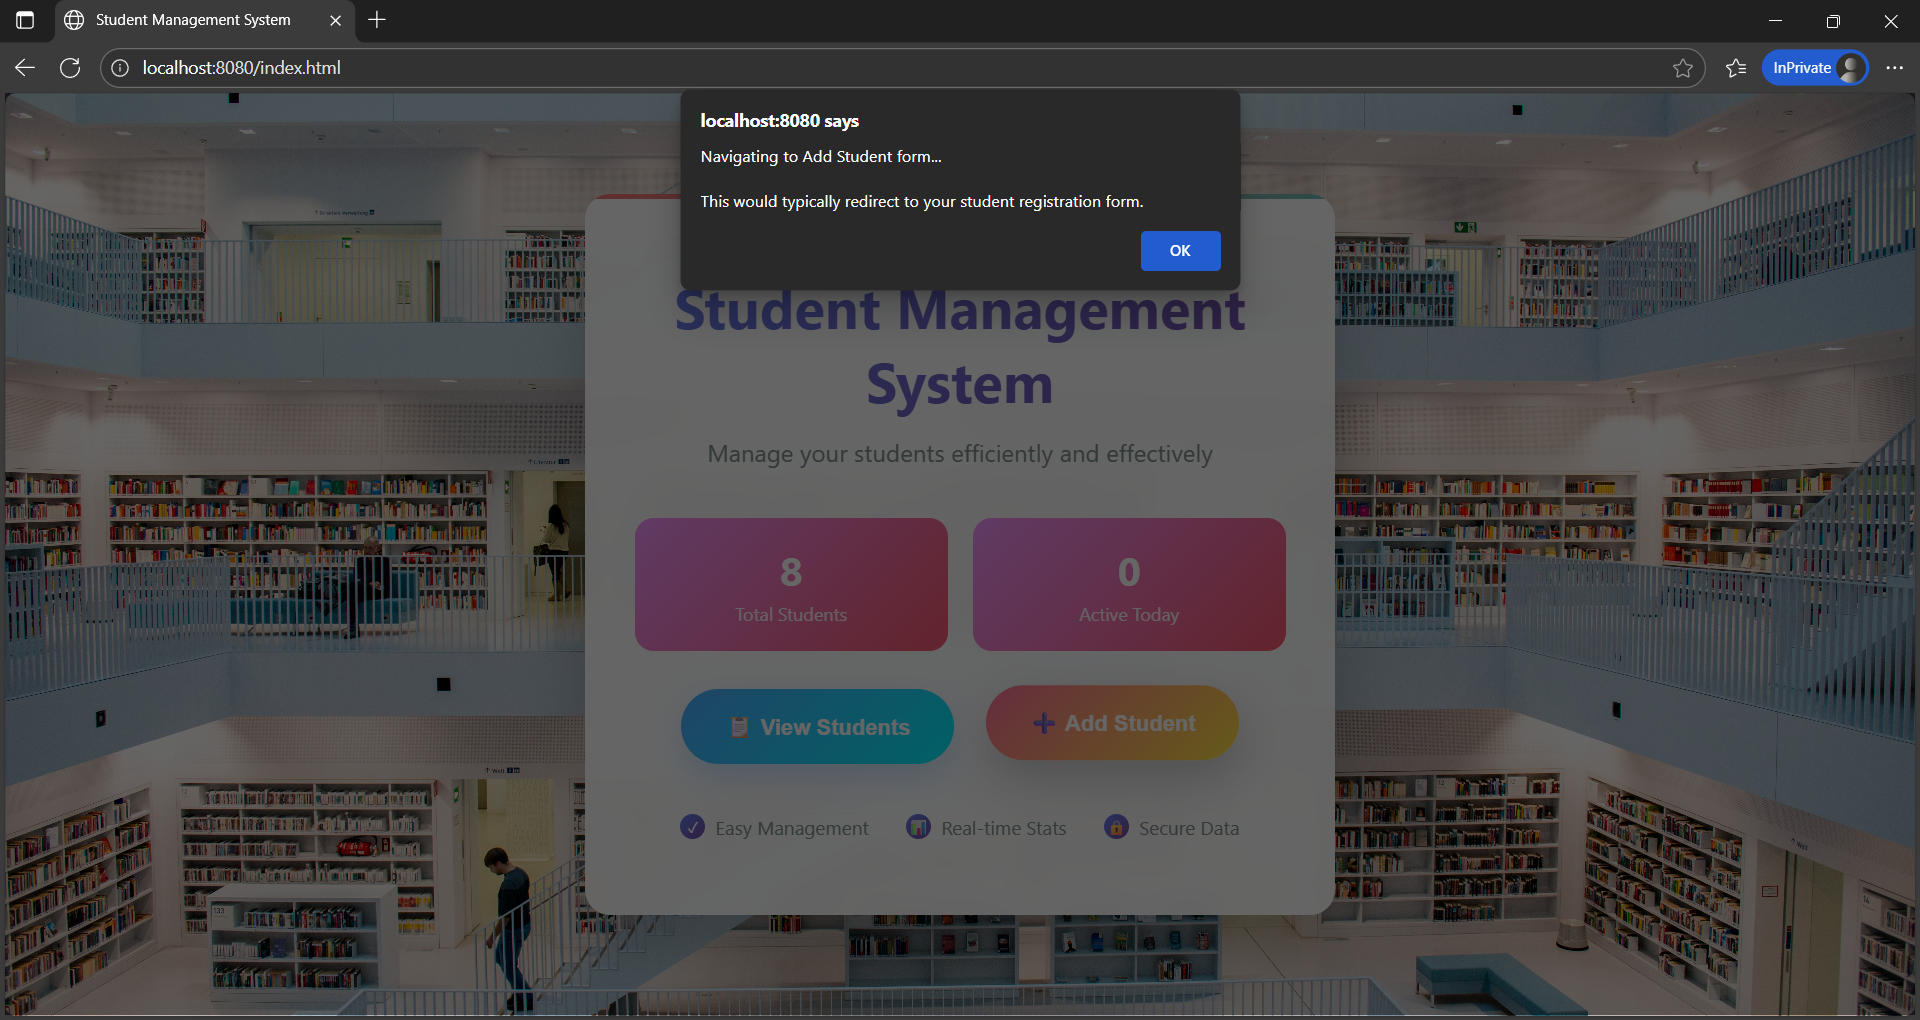 Student Management System
localhost:8080/index.html
InPrivate
localhost:8080 says
Navigating to Add Student form...
This would typically redirect to your student registration form.
OK
Student Management
System
Manage your students efficiently and effectively
8
Total Students
0
Active Today
View Students
Add Student
Easy Management
Real-time Stats
Secure Data
133